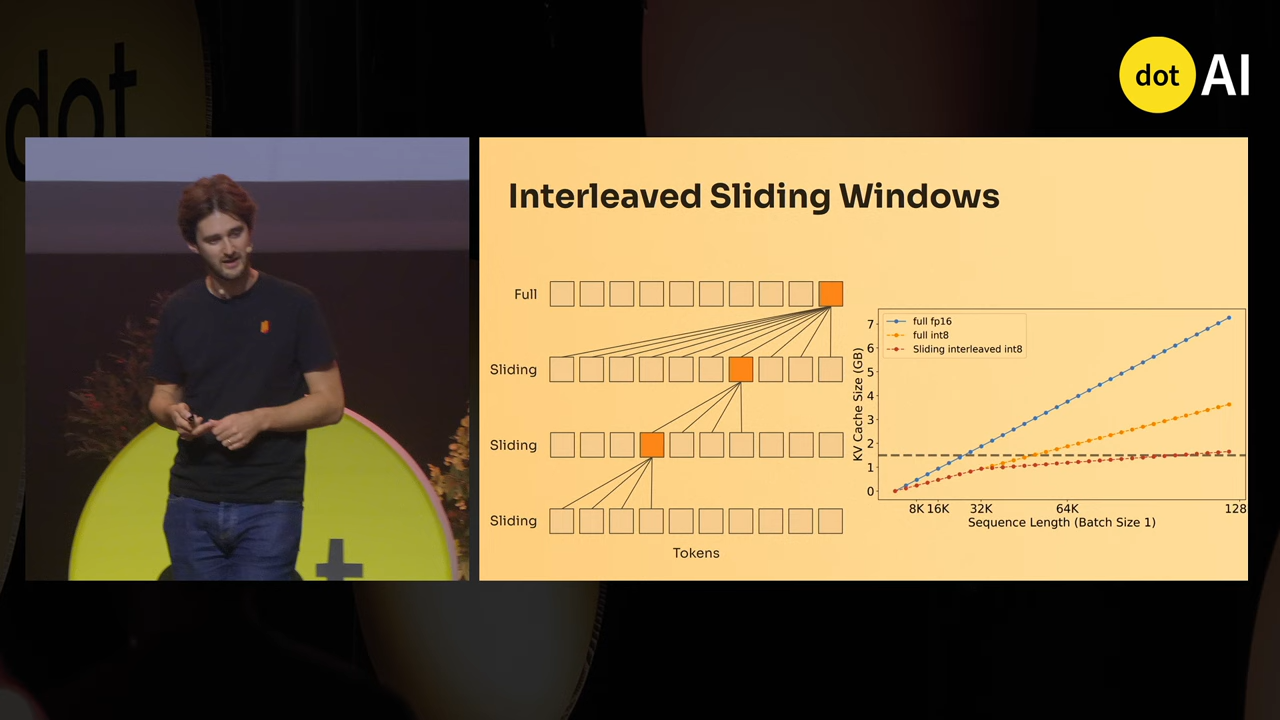 dot
dot AI
Interleaved Sliding Windows
Full
Sliding
Sliding
Sliding
Tokens
full fp16
full int8
Sliding interleaved int8
KV Cache Size (GB)
7
6
5
4
3
2
1
0
8K 16K 32K 64K 128
Sequence Length (Batch Size 1)
t